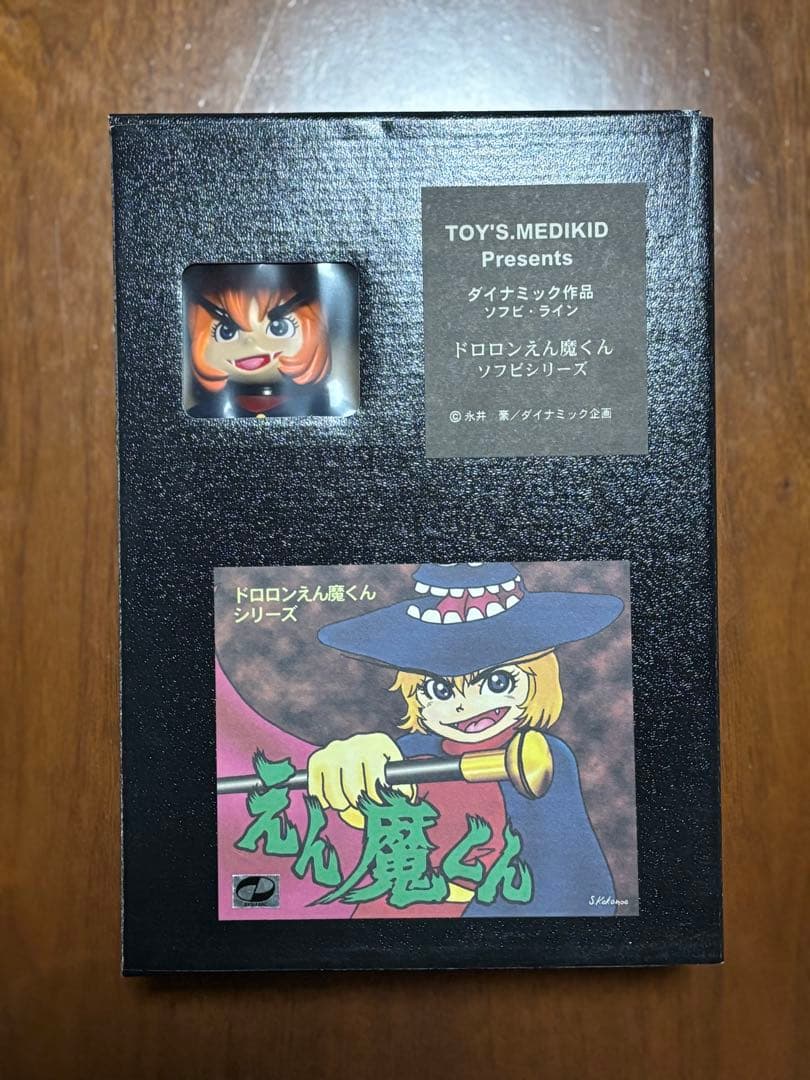 TOY'S.MEDIKID
Presents
ダイナミック作品
ソフビ・ライン
ドロロンえん魔くん
ソフビシリーズ
© 永井 豪／ダイナミック企画
ドロロンえん魔くん
シリーズ
えん魔くん